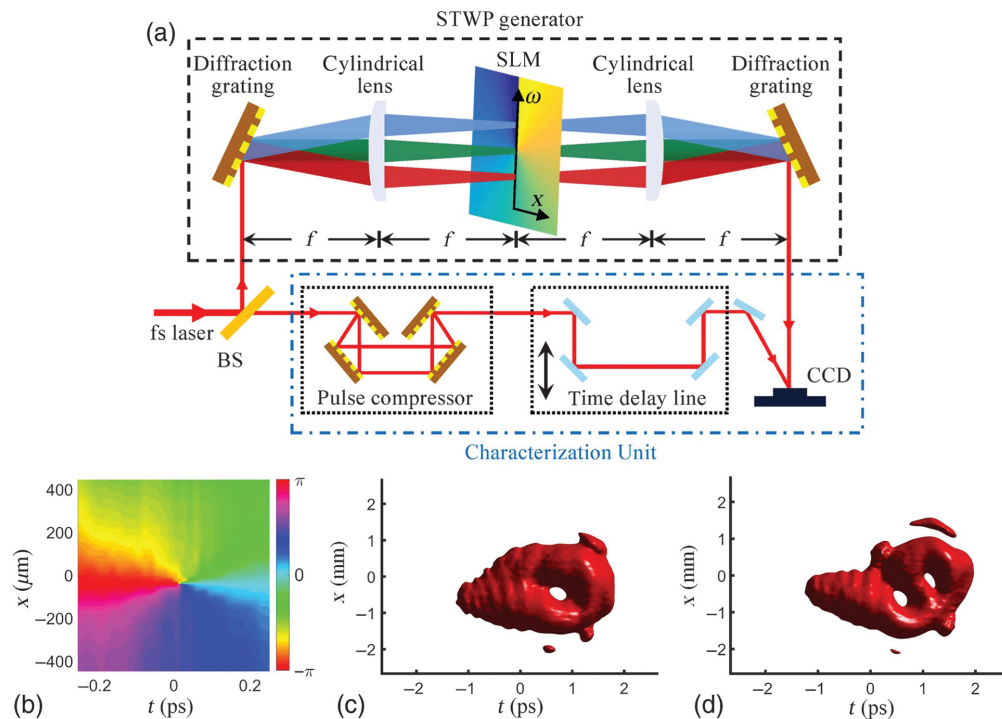 (a)
STWP generator
Diffraction
grating
Cylindrical
lens
SLM
Cylindrical
lens
Diffraction
grating
ω
x
f
f
f
f
fs laser
BS
Pulse compressor
Time delay line
CCD
Characterization Unit
(b)
x (μm)
400
200
0
−200
−400
−0.2
0
0.2
t (ps)
π
0
−π
(c)
x (mm)
2
1
0
−1
−2
−2
−1
0
1
2
t (ps)
(d)
x (mm)
2
1
0
−1
−2
−2
−1
0
1
2
t (ps)